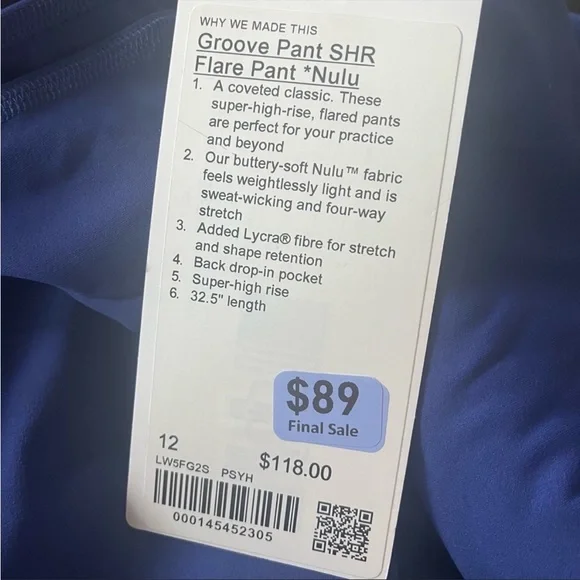 WHY WE MADE THIS
Groove Pant SHR
Flare Pant *Nulu
1. A coveted classic. These
super-high-rise, flared pants
are perfect for your practice
and beyond
2. Our buttery-soft Nulu™ fabric
feels weightlessly light and is
sweat-wicking and four-way
stretch
3. Added Lycra® fibre for stretch
and shape retention
4. Back drop-in pocket
5. Super-high rise
6. 32.5" length
$89
Final Sale
12
$118.00
LW5FG2S PSYH
000145452305